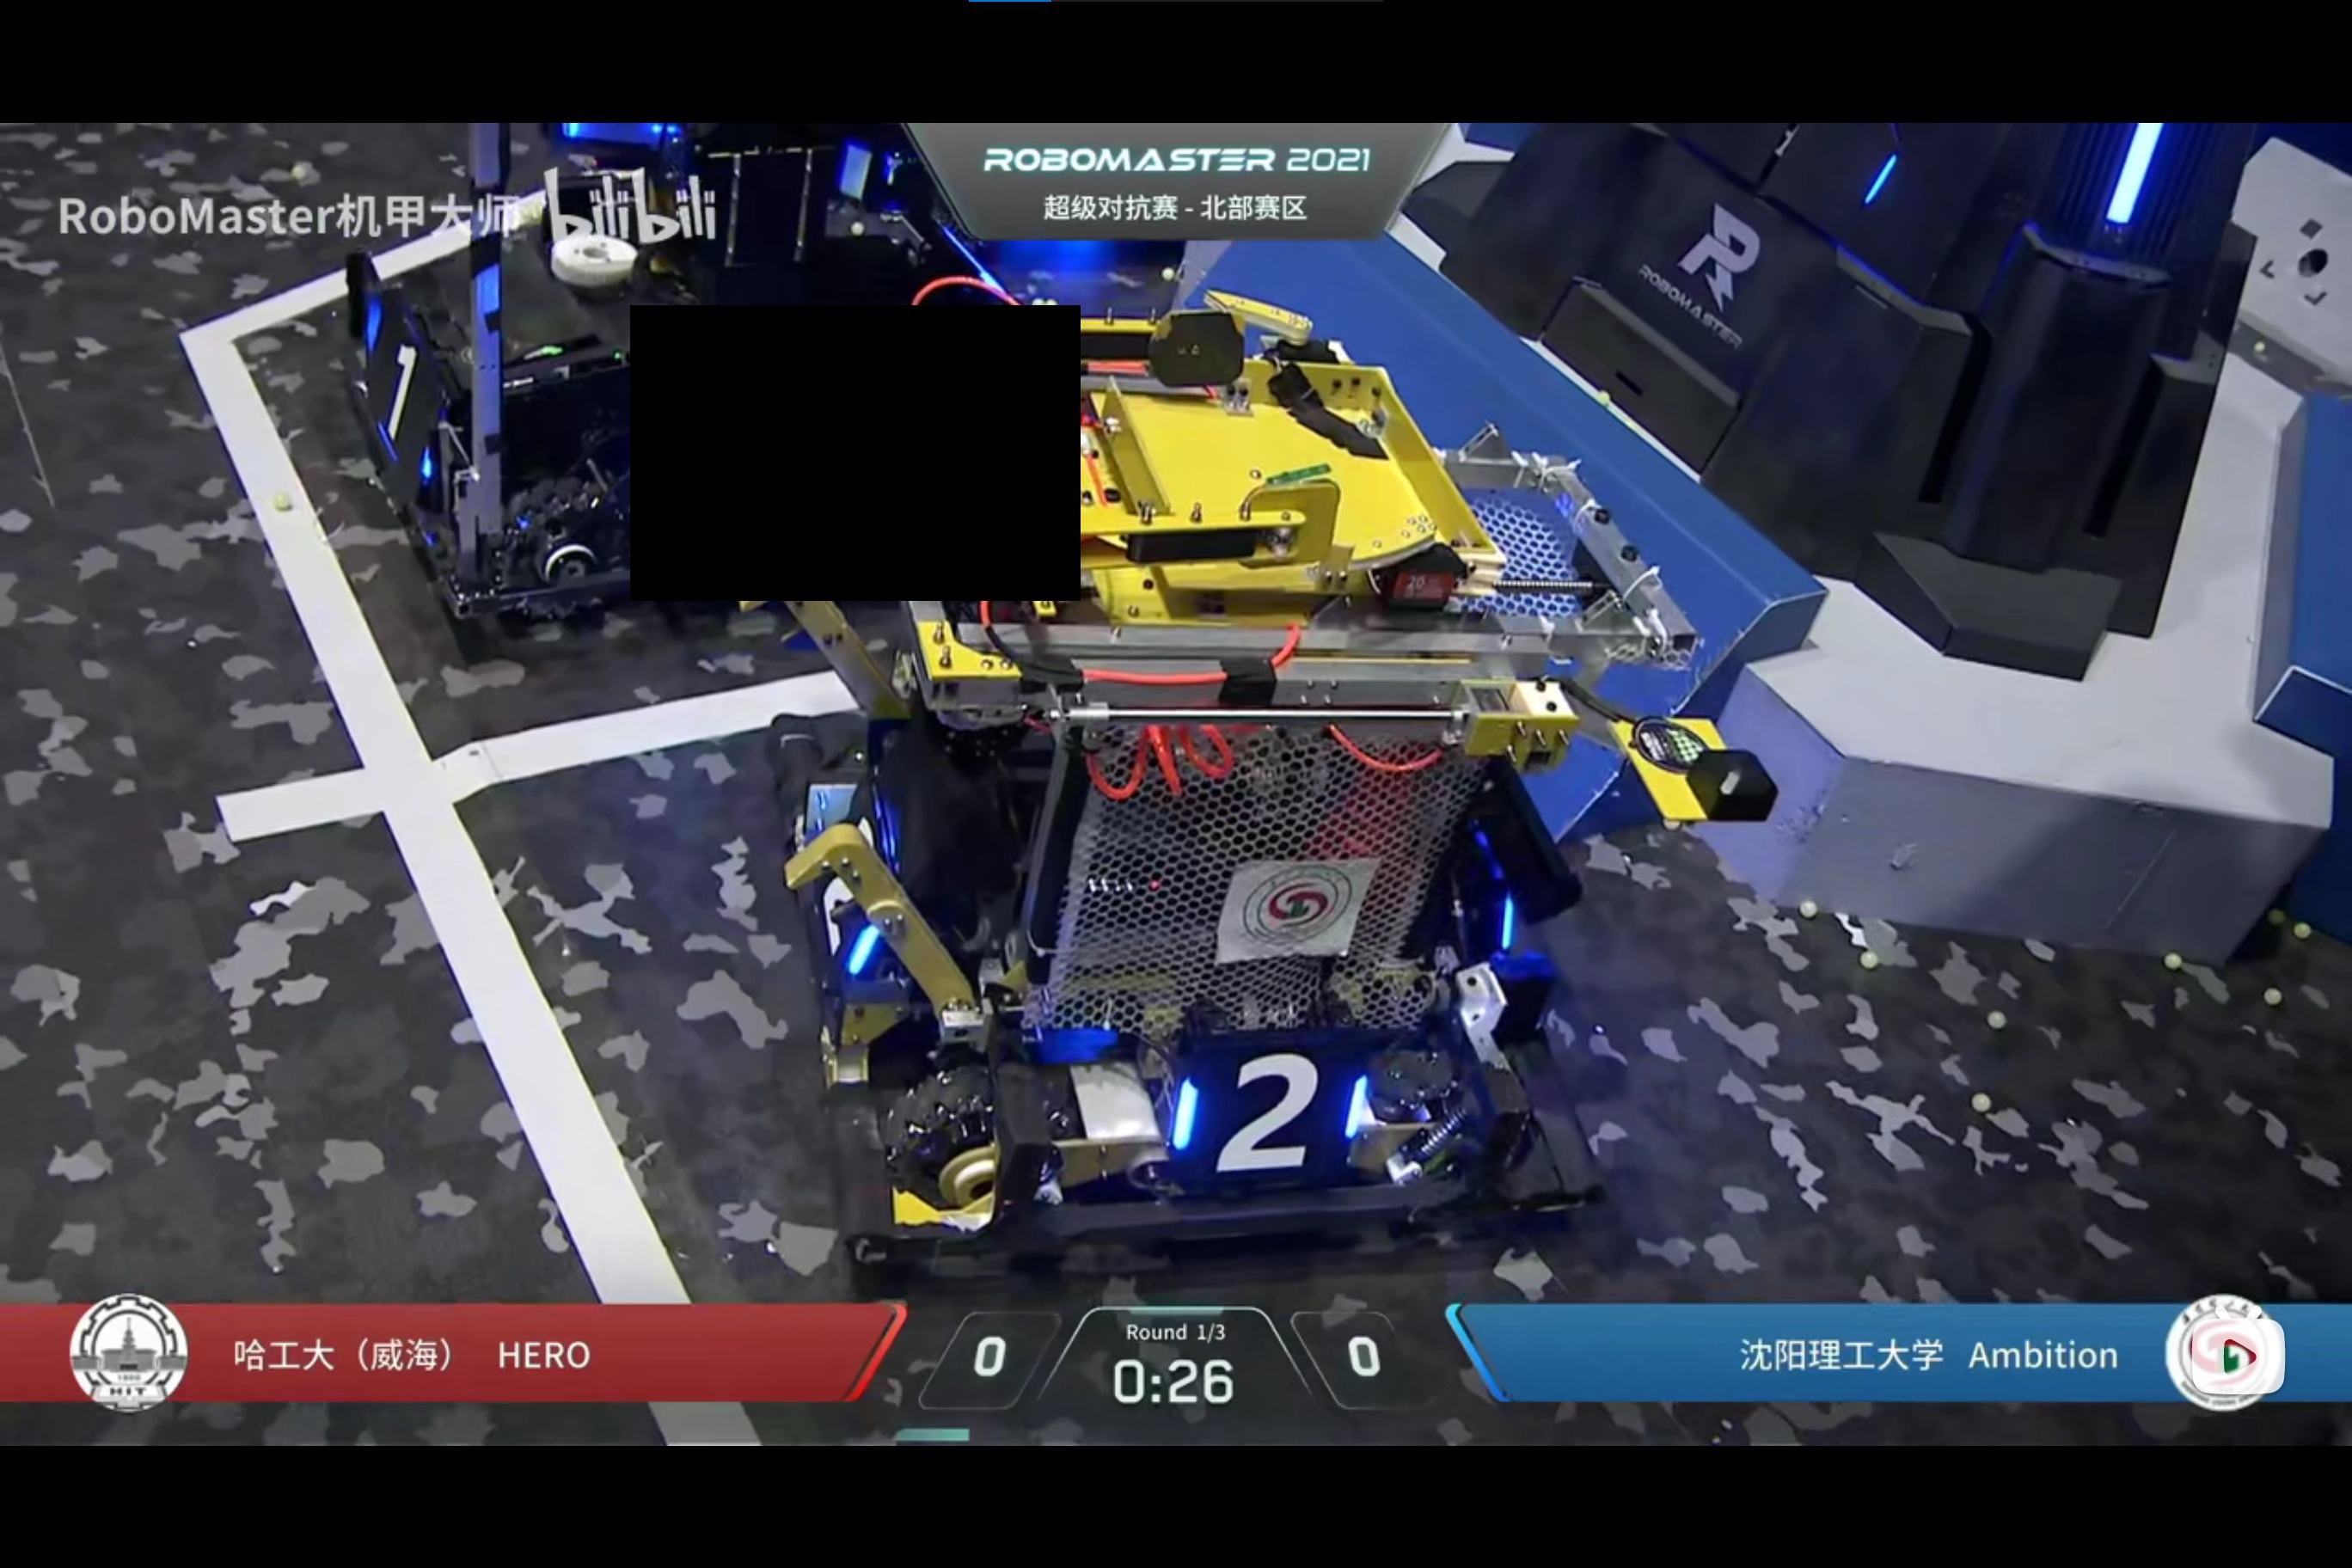 ROBOMASTER 2021
超级对抗赛 - 北部赛区
RoboMaster机甲大师 bilibili
ROBOMASTER
1
2
哈工大（威海） HERO
0
Round 1/3
0:26
0
沈阳理工大学 Ambition
HIT